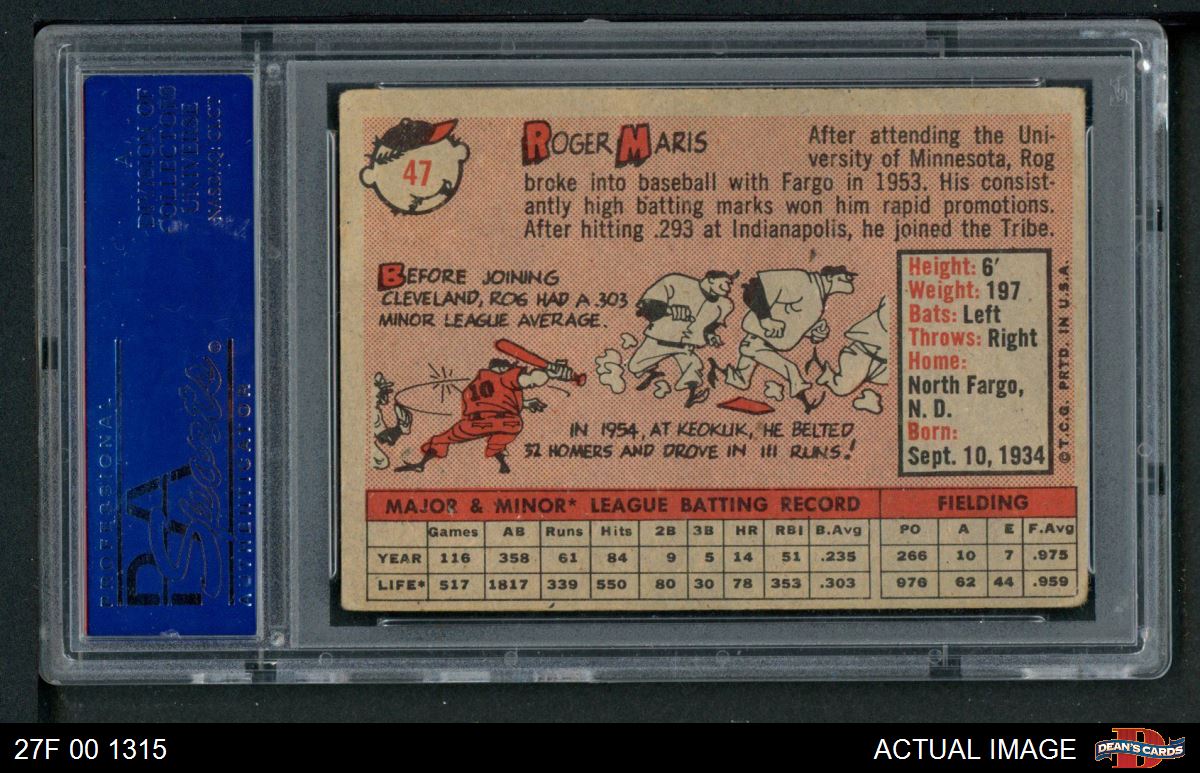 A
DIVISION OF
COLLECTORS
UNIVERSE
NASDAQ: CLCT
PROFESSIONAL
PSA
Sports®
AUTHENTICATOR
47
ROGER MARIS
After attending the Uni-
versity of Minnesota, Rog
broke into baseball with Fargo in 1953. His consist-
antly high batting marks won him rapid promotions.
After hitting .293 at Indianapolis, he joined the Tribe.
BEFORE JOINING
CLEVELAND, ROG HAD A .303
MINOR LEAGUE AVERAGE.
10
IN 1954, AT KEOKUK, HE BELTED
32 HOMERS AND DROVE IN 111 RUNS!
Height: 6'
Weight: 197
Bats: Left
Throws: Right
Home:
North Fargo,
N. D.
Born:
Sept. 10, 1934
©T.C.G. PRTD. IN U.S.A.
MAJOR & MINOR* LEAGUE BATTING RECORD FIELDING
Games AB Runs Hits 2B 3B HR RBI B.Avg PO A E F.Avg
YEAR 116 358 61 84 9 5 14 51 .235 266 10 7 .975
LIFE* 517 1817 339 550 80 30 78 353 .303 976 62 44 .959
27F 00 1315
ACTUAL IMAGE
DEAN'S CARDS